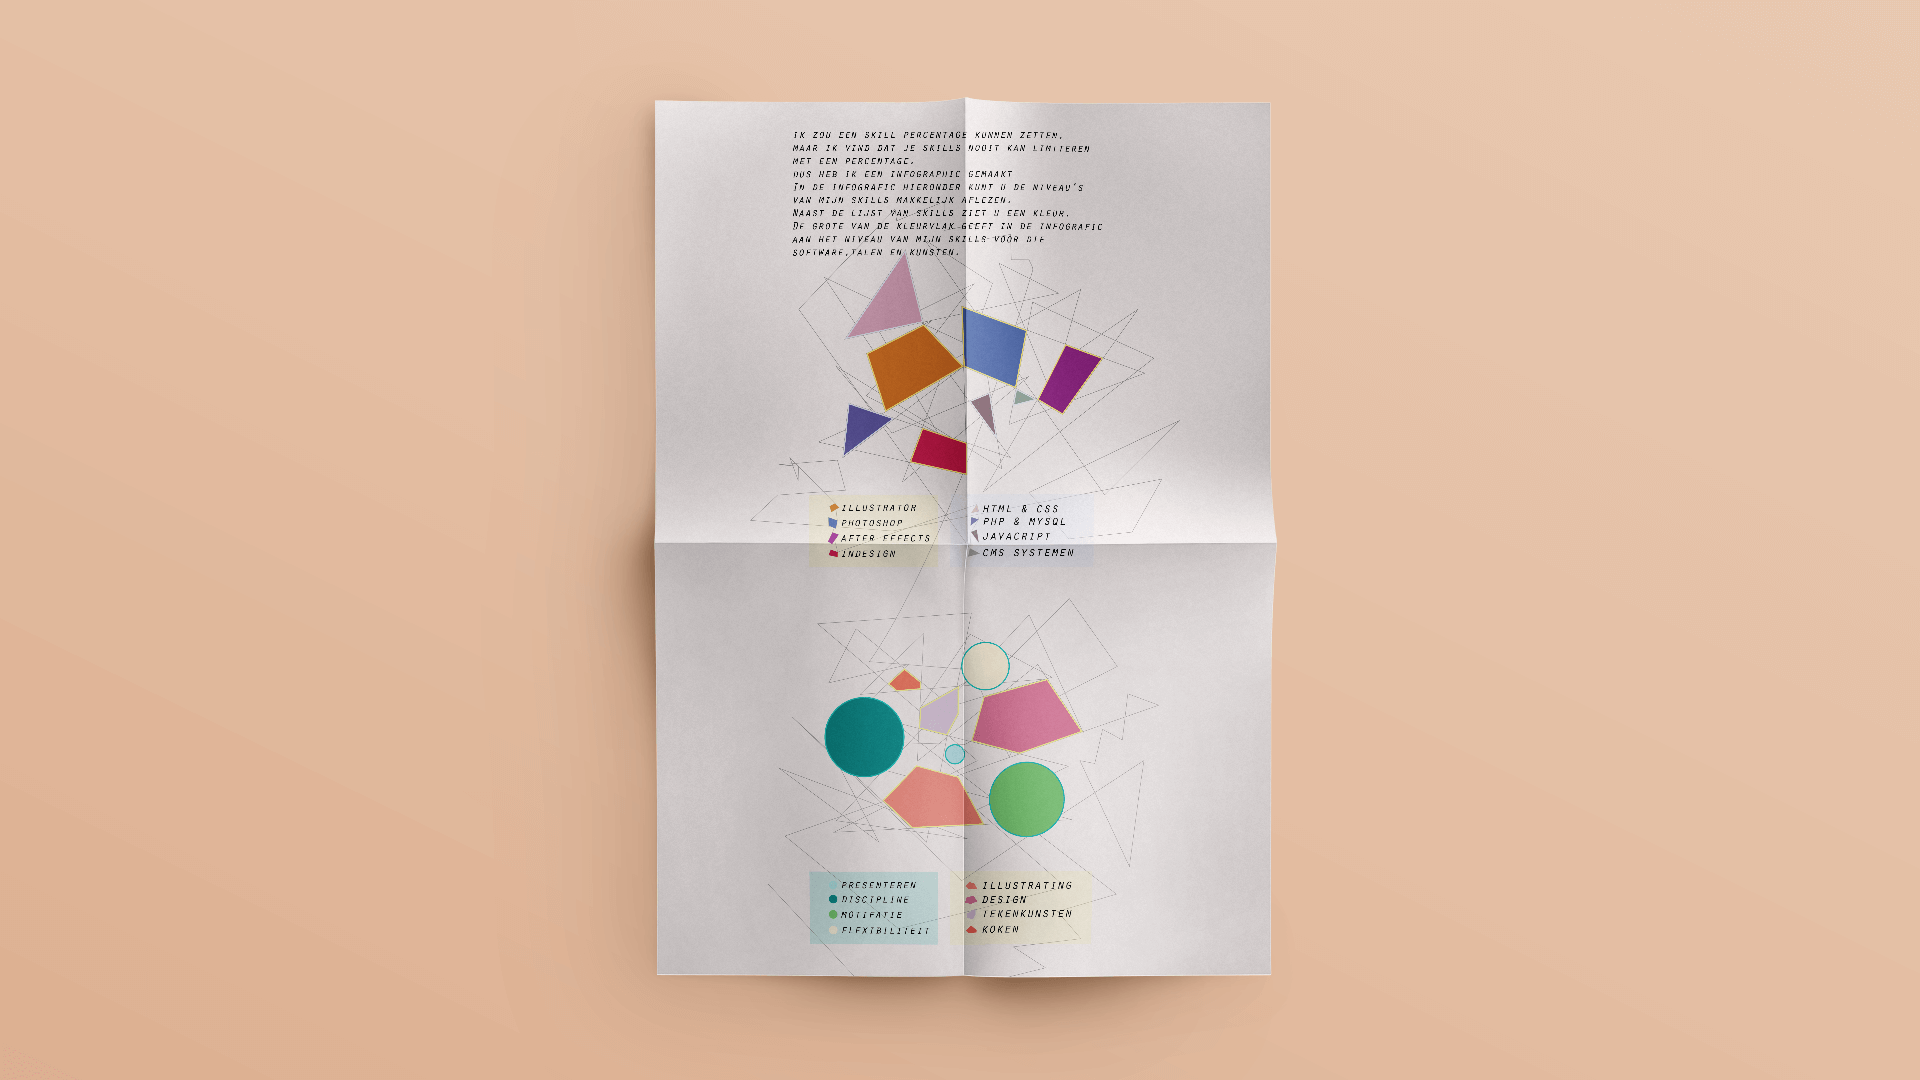 IK ZOU EEN SKILL PERCENTAGE KUNNEN ZETTEN,
MAAR IK VIND DAT JE SKILLS NOOIT KAN LIMITEREN
MET EEN PERCENTAGE.
DUS HEB IK EEN INFOGRAPHIC GEMAAKT
IN DE INFOGRAFIC HIERONDER KUNT U DE NIVEAU'S
VAN MIJN SKILLS MAKKELIJK AFLEZEN.
NAAST DE LIJST VAN SKILLS ZIET U EEN KLEUR.
DE GROTE VAN DE KLEURVLAK GEEFT IN DE INFOGRAFIC
AAN HET NIVEAU VAN MIJN SKILLS VÓÓR DIE
SOFTWARE,TALEN EN KUNSTEN.
ILLUSTRATOR
PHOTOSHOP
AFTER EFFECTS
INDESIGN
HTML & CSS
PHP & MYSQL
JAVACRIPT
CMS SYSTEMEN
PRESENTEREN
DISCIPLINE
MOTIFATIE
FLEXIBILITEIT
ILLUSTRATING
DESIGN
TEKENKUNSTEN
KOKEN